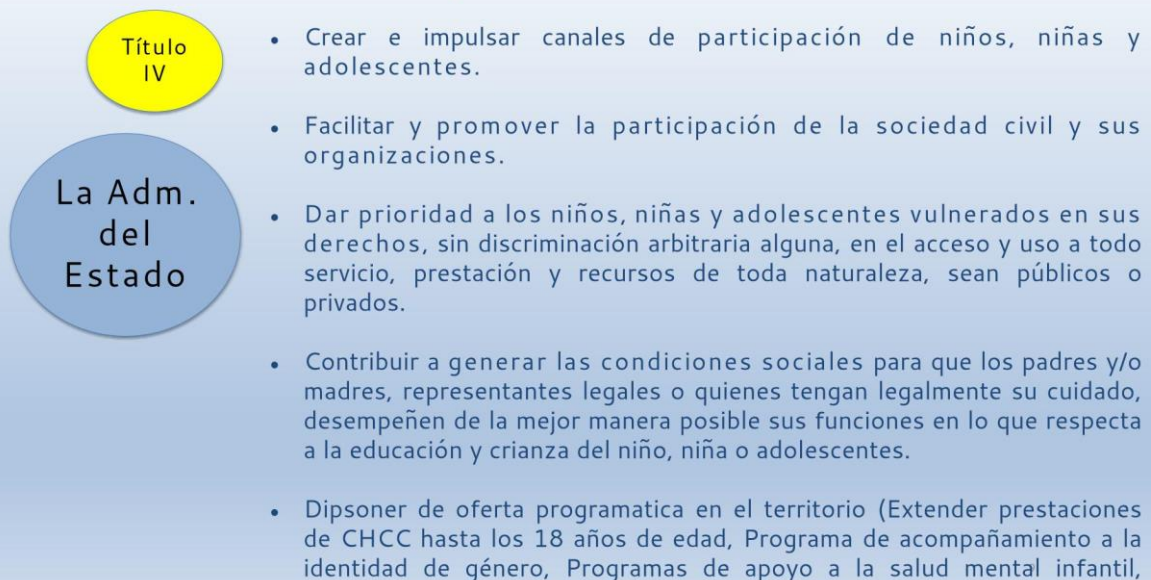 Título
IV
La Adm.
del
Estado
• Crear e impulsar canales de participación de niños, niñas y
adolescentes.
• Facilitar y promover la participación de la sociedad civil y sus
organizaciones.
• Dar prioridad a los niños, niñas y adolescentes vulnerados en sus
derechos, sin discriminación arbitraria alguna, en el acceso y uso a todo
servicio, prestación y recursos de toda naturaleza, sean públicos o
privados.
• Contribuir a generar las condiciones sociales para que los padres y/o
madres, representantes legales o quienes tengan legalmente su cuidado,
desempeñen de la mejor manera posible sus funciones en lo que respecta
a la educación y crianza del niño, niña o adolescentes.
• Dipsoner de oferta programatica en el territorio (Extender prestaciones
de CHCC hasta los 18 años de edad, Programa de acompañamiento a la
identidad de género, Programas de apoyo a la salud mental infantil,